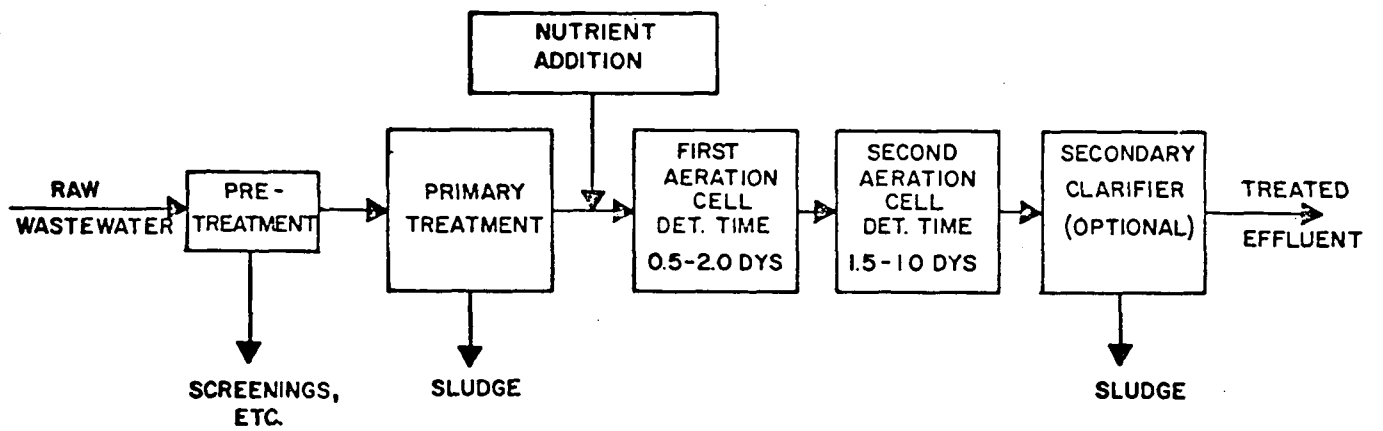 NUTRIENT
ADDITION
RAW
WASTEWATER
PRE-
TREATMENT
PRIMARY
TREATMENT
FIRST
AERATION
CELL
DET. TIME
0.5-2.0 DYS
SECOND
AERATION
CELL
DET. TIME
1.5-10 DYS
SECONDARY
CLARIFIER
(OPTIONAL)
TREATED
EFFLUENT
SCREENINGS,
ETC.
SLUDGE
SLUDGE